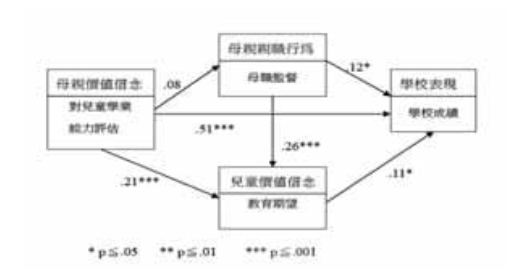 母親親職行為
母職監督
母親價值信念
對兒童學業
能力評估
.08
.12*
學校表現
學校成績
.51***
.26***
.21***
兒童價值信念
教育期望
.11*
* p≦.05 ** p≦.01 *** p≦.001